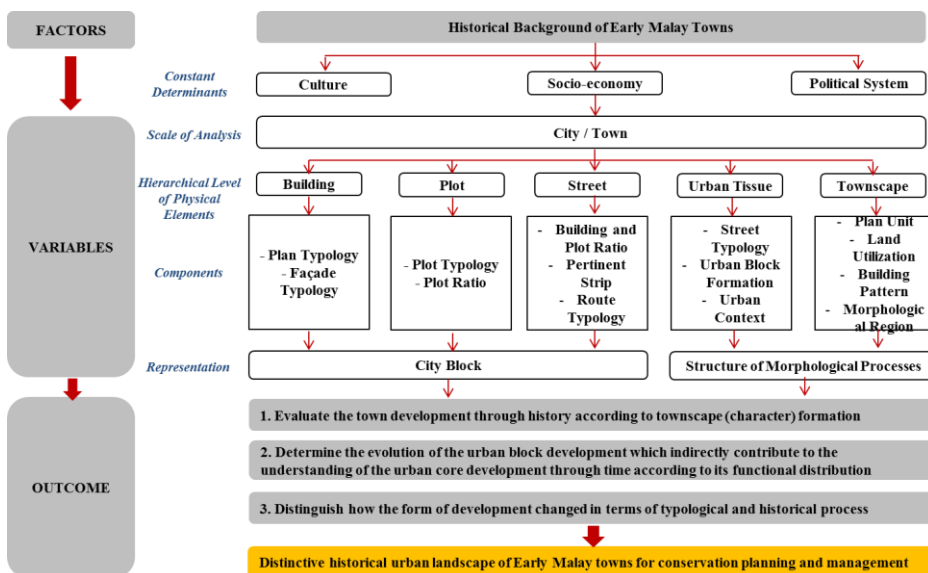 FACTORS
Historical Background of Early Malay Towns
Constant
Determinants
Culture
Socio-economy
Political System
Scale of Analysis
City / Town
VARIABLES
Hierarchical Level
of Physical
Elements
Building
Plot
Street
Urban Tissue
Townscape
Components
- Plan Typology
- Façade
Typology
- Plot Typology
- Plot Ratio
- Building and
Plot Ratio
- Pertinent
Strip
- Route
Typology
- Street
Typology
- Urban Block
Formation
- Urban
Context
- Plan Unit
- Land
Utilization
- Building
Pattern
- Morphologic
al Region
Representation
City Block
Structure of Morphological Processes
OUTCOME
1. Evaluate the town development through history according to townscape (character) formation
2. Determine the evolution of the urban block development which indirectly contribute to the
understanding of the urban core development through time according to its functional distribution
3. Distinguish how the form of development changed in terms of typological and historical process
Distinctive historical urban landscape of Early Malay towns for conservation planning and management